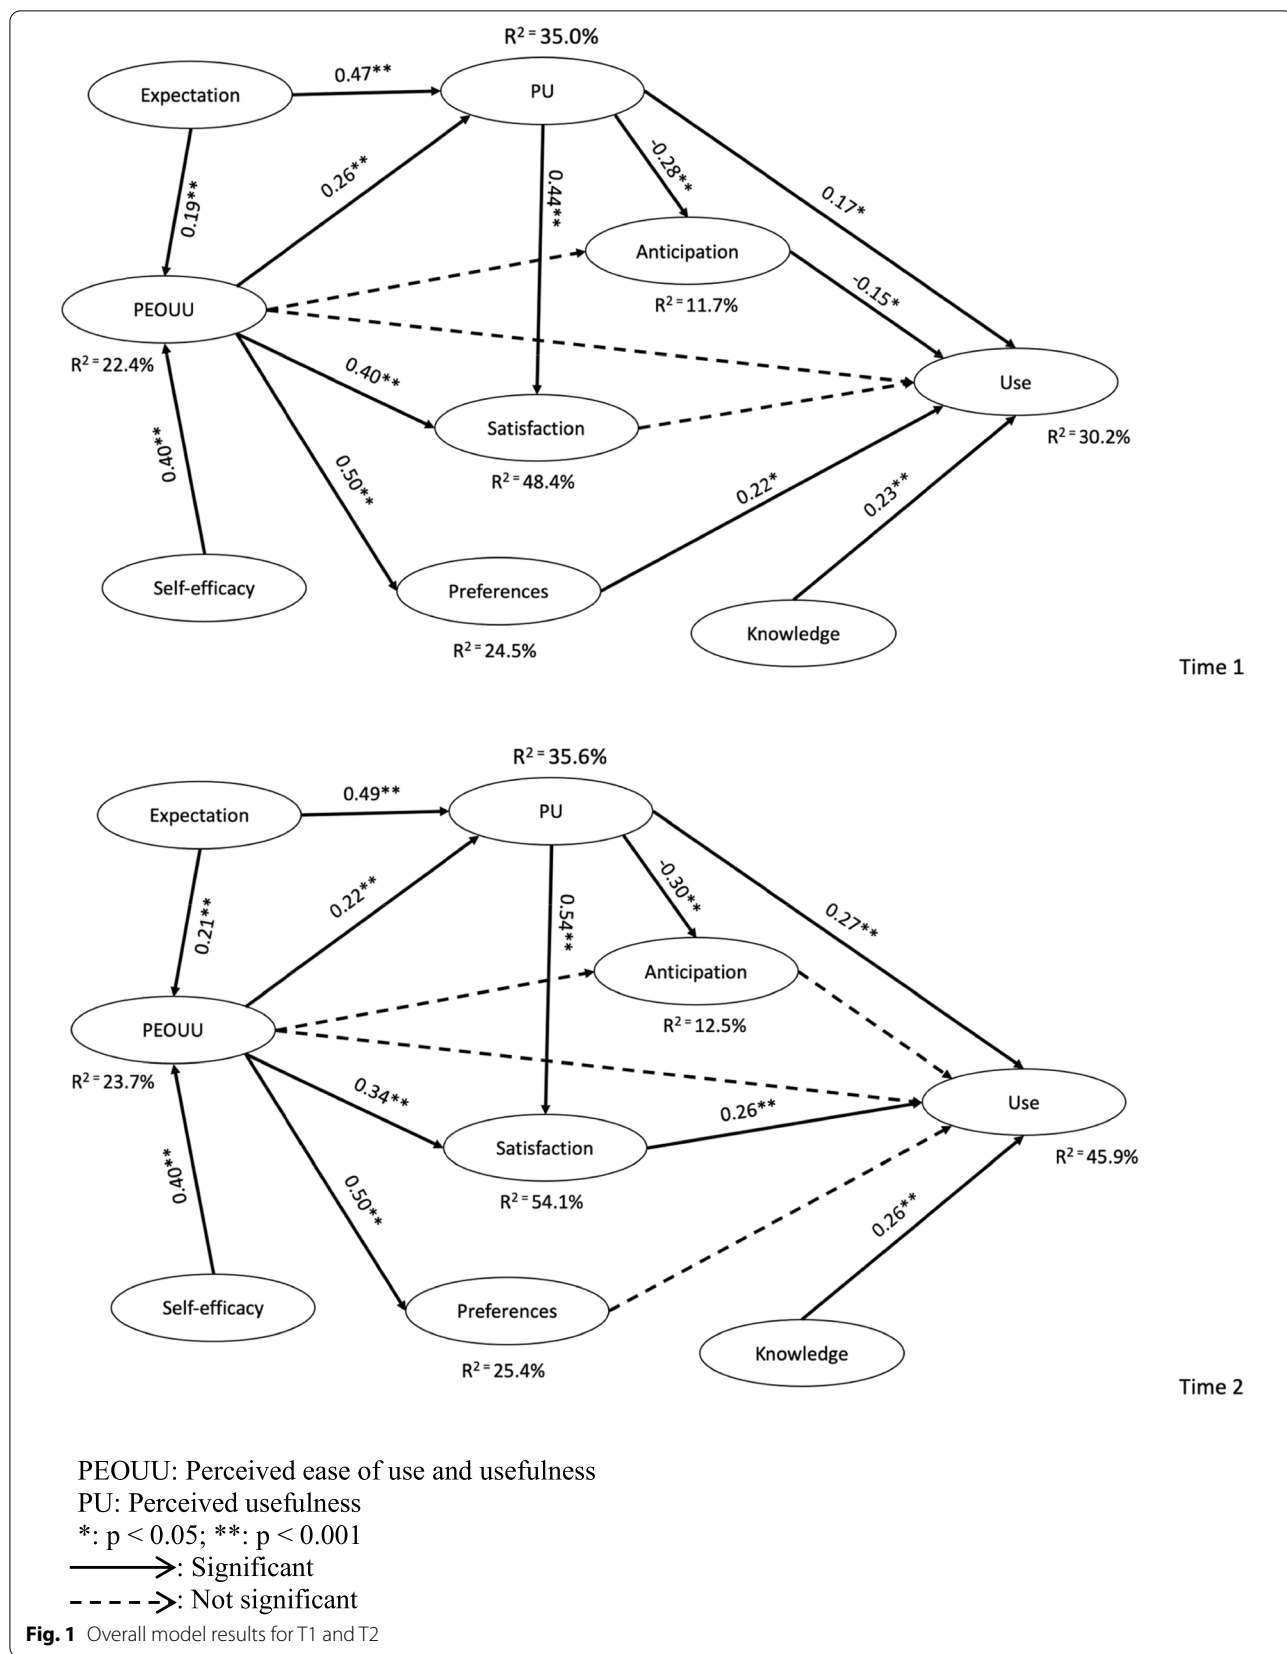 R² = 35.0%
Expectation
0.47**
PU
0.19**
0.26**
0.44**
-0.28**
0.17*
Anticipation
R² = 11.7%
-0.15*
PEOUU
R² = 22.4%
0.40**
Use
R² = 30.2%
Satisfaction
R² = 48.4%
0.40**
0.50**
0.22*
0.23**
Self-efficacy
Preferences
R² = 24.5%
Knowledge
Time 1
R² = 35.6%
Expectation
0.49**
PU
0.21**
0.22**
0.54**
-0.30**
0.27**
Anticipation
R² = 12.5%
PEOUU
R² = 23.7%
0.34**
0.26**
Use
R² = 45.9%
Satisfaction
R² = 54.1%
0.40**
0.50**
0.26**
Self-efficacy
Preferences
R² = 25.4%
Knowledge
Time 2
PEOUU: Perceived ease of use and usefulness
PU: Perceived usefulness
*: p < 0.05; **: p < 0.001
: Significant
: Not significant
Fig. 1 Overall model results for T1 and T2